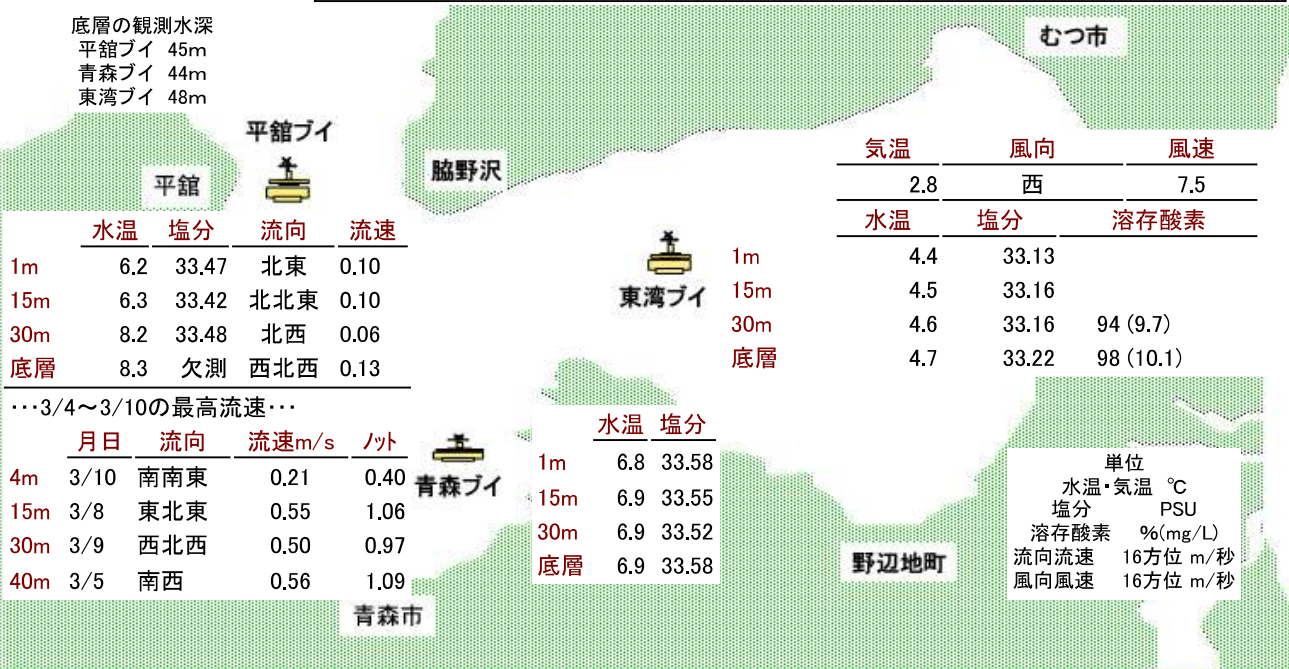 底層の観測水深
平舘ブイ 45m
青森ブイ 44m
東湾ブイ 48m
むつ市
平舘ブイ
脇野沢
平舘
気温 風向 風速
2.8 西 7.5
水温 塩分 溶存酸素
1m 4.4 33.13
15m 4.5 33.16
30m 4.6 33.16 94 (9.7)
底層 4.7 33.22 98 (10.1)
東湾ブイ
水温 塩分 流向 流速
1m 6.2 33.47 北東 0.10
15m 6.3 33.42 北北東 0.10
30m 8.2 33.48 北西 0.06
底層 8.3 欠測 西北西 0.13
…3/4～3/10の最高流速…
月日 流向 流速m/s ノット
4m 3/10 南南東 0.21 0.40
15m 3/8 東北東 0.55 1.06
30m 3/9 西北西 0.50 0.97
40m 3/5 南西 0.56 1.09
青森ブイ
水温 塩分
1m 6.8 33.58
15m 6.9 33.55
30m 6.9 33.52
底層 6.9 33.58
青森市
野辺地町
単位
水温・気温 ℃
塩分 PSU
溶存酸素 %(mg/L)
流向流速 16方位 m/秒
風向風速 16方位 m/秒